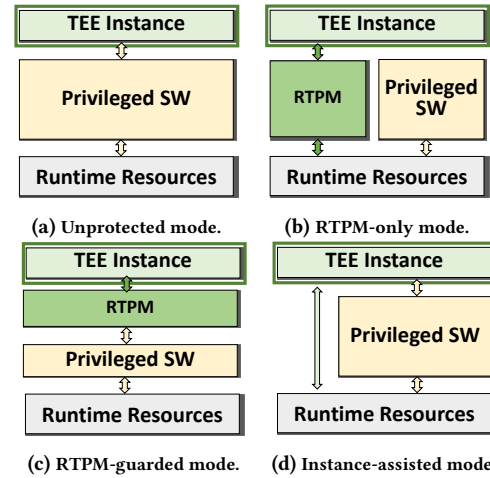 TEE Instance
Privileged SW
Runtime Resources
(a) Unprotected mode.
TEE Instance
RTPM
Privileged
SW
Runtime Resources
(b) RTPM-only mode.
TEE Instance
RTPM
Privileged SW
Runtime Resources
(c) RTPM-guarded mode.
TEE Instance
Privileged
SW
Runtime Resources
(d) Instance-assisted mode